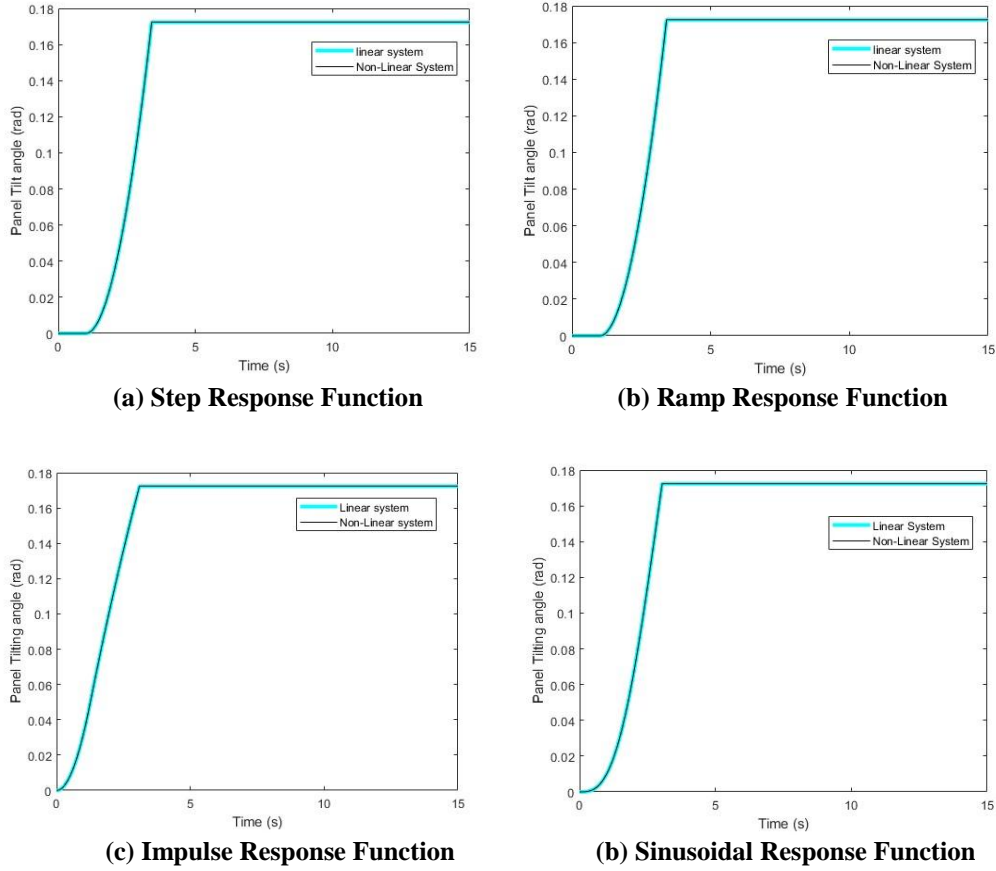 0.18
0.16
0.14
0.12
0.1
0.08
0.06
0.04
0.02
0
Panel Tilt angle (rad)
linear system
Non-Linear System
0
5
10
15
Time (s)
(a) Step Response Function
0.18
0.16
0.14
0.12
0.1
0.08
0.06
0.04
0.02
0
Panel Tilt angle (rad)
linear system
Non-Linear System
0
5
10
15
Time (s)
(b) Ramp Response Function
0.18
0.16
0.14
0.12
0.1
0.08
0.06
0.04
0.02
0
Panel Tilting angle (rad)
Linear system
Non-Linear system
0
5
10
15
Time (s)
(c) Impulse Response Function
0.18
0.16
0.14
0.12
0.1
0.08
0.06
0.04
0.02
0
Panel Tilting angle (rad)
Linear System
Non-Linear System
0
5
10
15
Time (s)
(b) Sinusoidal Response Function